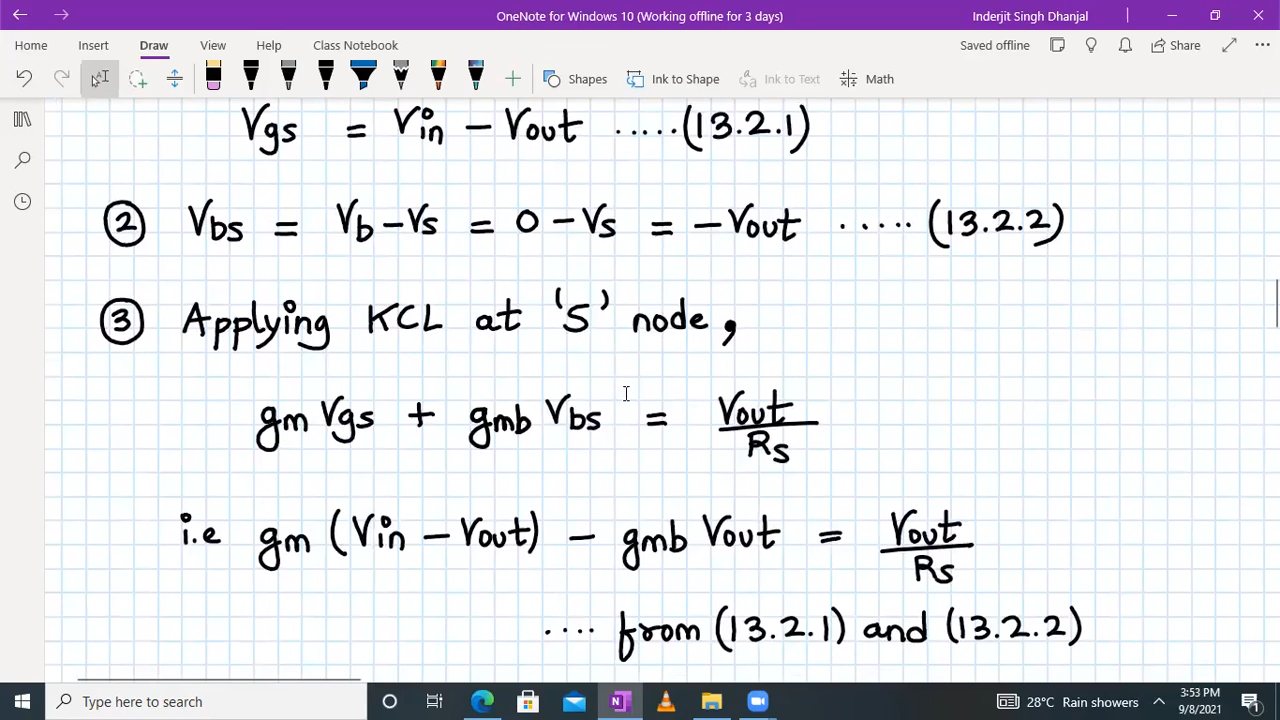 OneNote for Windows 10 (Working offline for 3 days)
Inderjit Singh Dhanjal
Home Insert Draw View Help Class Notebook
Saved offline Share
Shapes Ink to Shape Ink to Text Math
Vgs = Vin - Vout .....(13.2.1)
② Vbs = Vb - Vs = 0 - Vs = -Vout .....(13.2.2)
③ Applying KCL at 'S' node,
gm Vgs + gmb Vbs = Vout/Rs
i.e gm (Vin - Vout) - gmb Vout = Vout/Rs
.... from (13.2.1) and (13.2.2)
Type here to search
28°C Rain showers
3:53 PM
9/8/2021
1